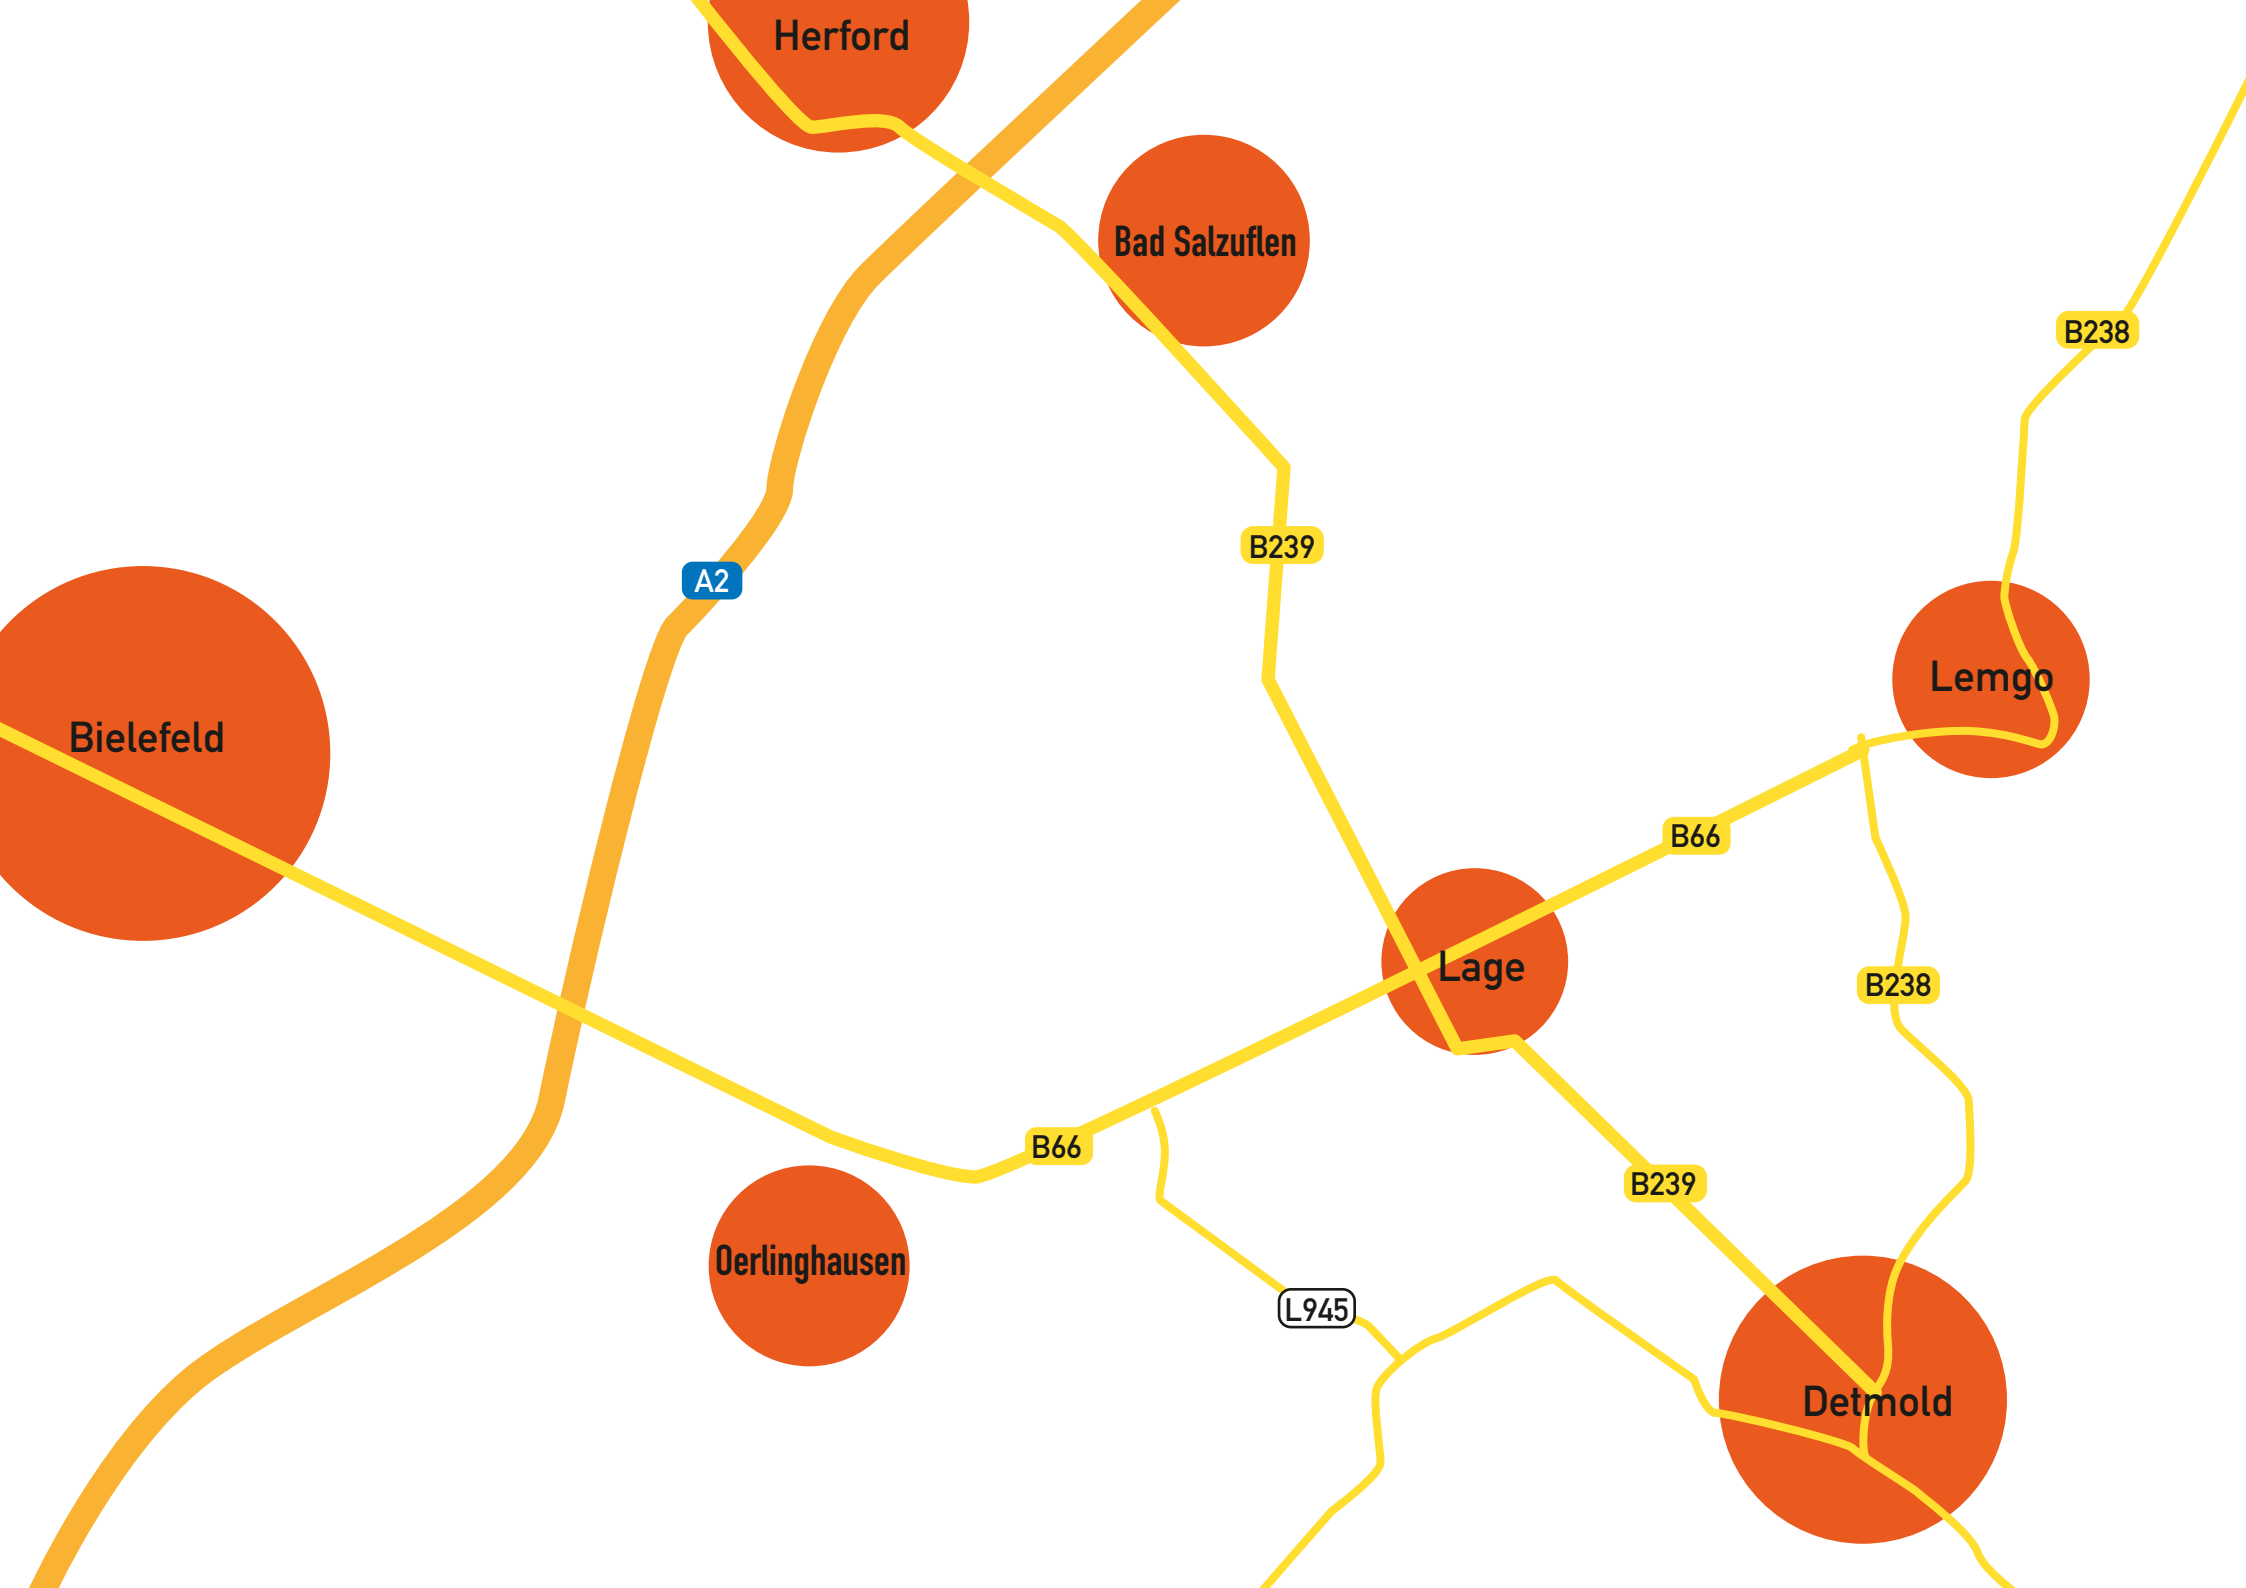 Herford
Bad Salzuflen
B238
B239
A2
Lemgo
Bielefeld
B66
Lage
B238
B66
B239
Oerlinghausen
L945
Detmold